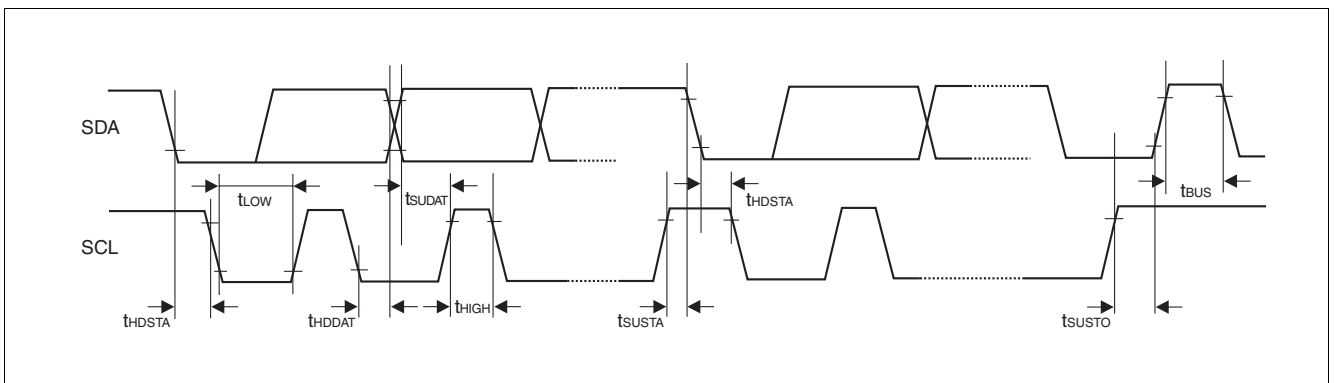 SDA
tLOW
tSUDAT
tHDSTA
tBUS
SCL
tHDSTA
tHDDAT
tHIGH
tSUSTA
tSUSTO